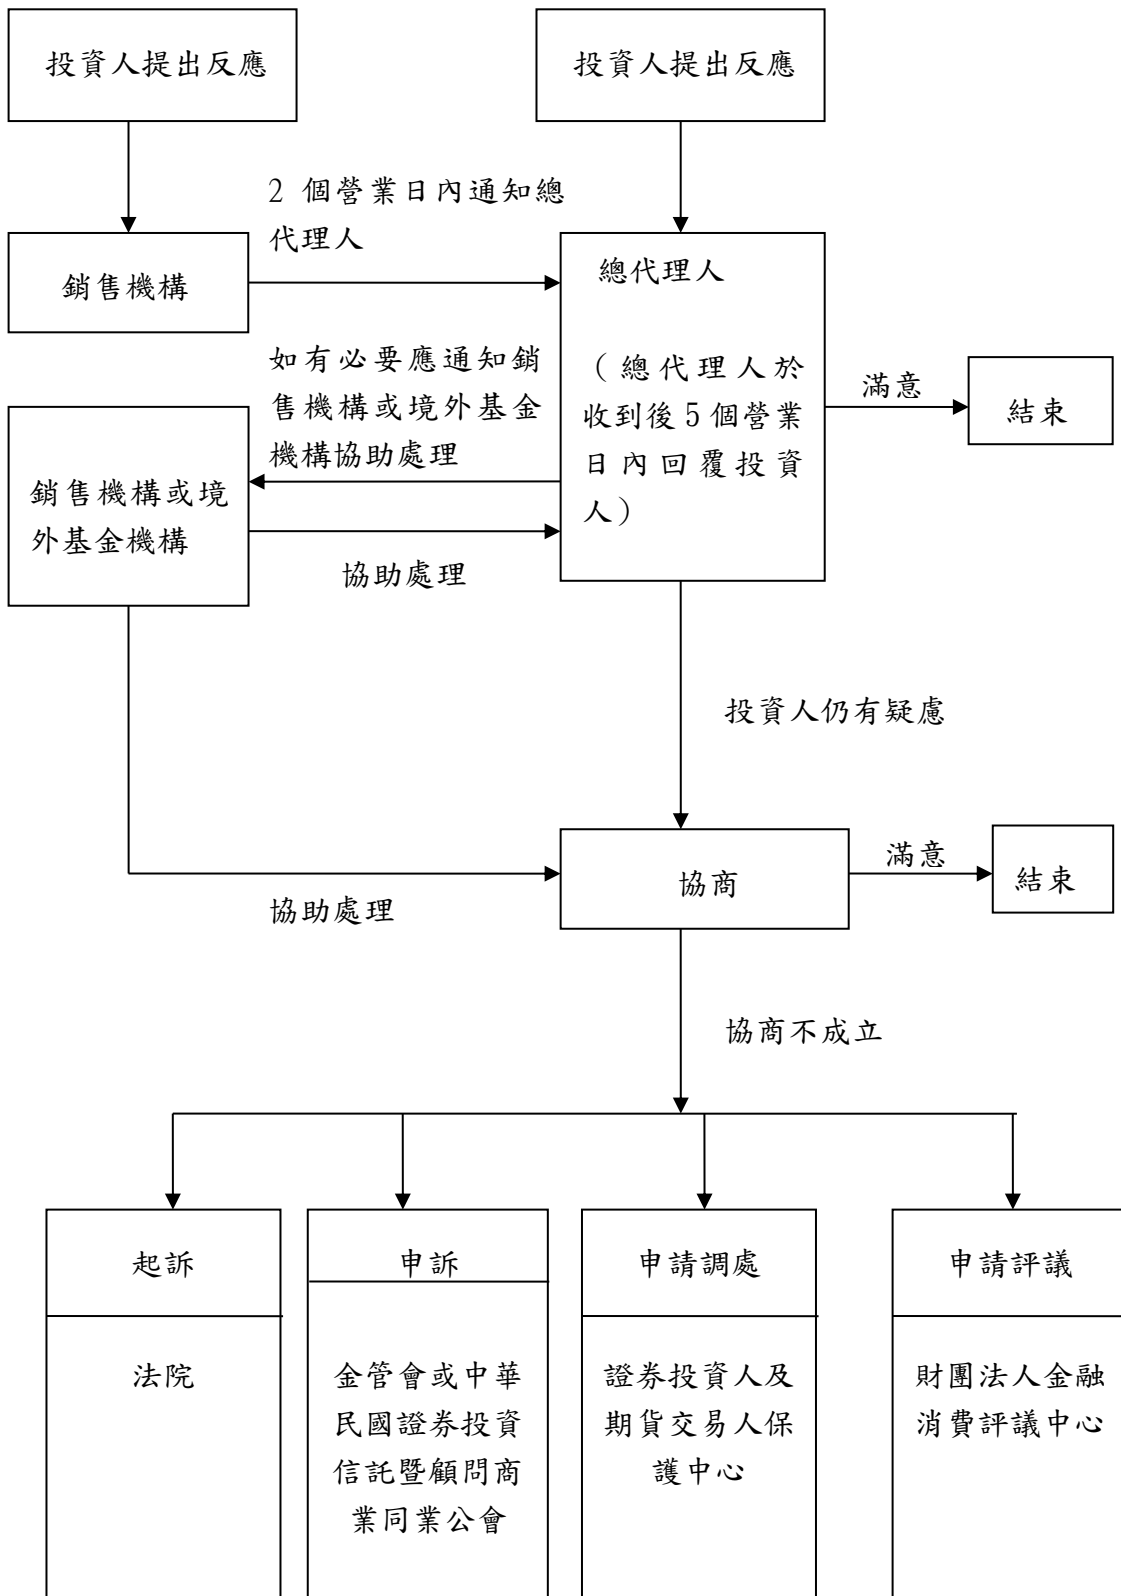 投資人提出反應
投資人提出反應
2 個營業日內通知總
代理人
銷售機構
總代理人
（總代理人於
收到後5個營業
日內回覆投資
人）
如有必要應通知銷
售機構或境外基金
機構協助處理
滿意
結束
銷售機構或境
外基金機構
協助處理
投資人仍有疑慮
協商
滿意
結束
協助處理
協商不成立
起訴
申訴
申請調處
申請評議
法院
金管會或中華
民國證券投資
信託暨顧問商
業同業公會
證券投資人及
期貨交易人保
護中心
財團法人金融
消費評議中心